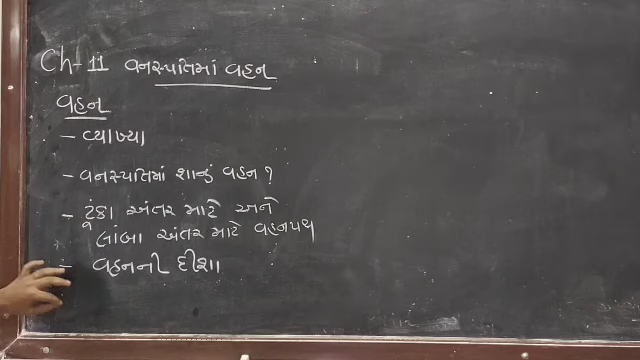 Ch-11 વનસ્પતિમાં વહન
વહન
- વ્યાખ્યા
- વનસ્પતિમાં શાનું વહન ?
- ટૂંકા અંતર માટે અને
લાંબા અંતર માટે વહનપથ
- વહનની દીશા